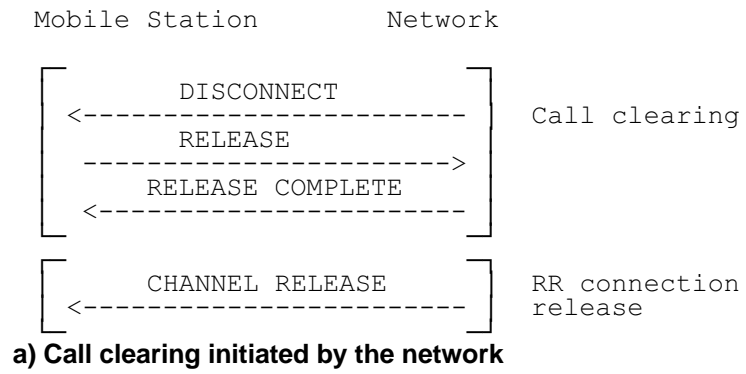 Mobile Station Network
DISCONNECT
<------------------------ Call clearing
RELEASE
----------------------->
RELEASE COMPLETE
<-----------------------
CHANNEL RELEASE RR connection
<------------------------ release
a) Call clearing initiated by the network